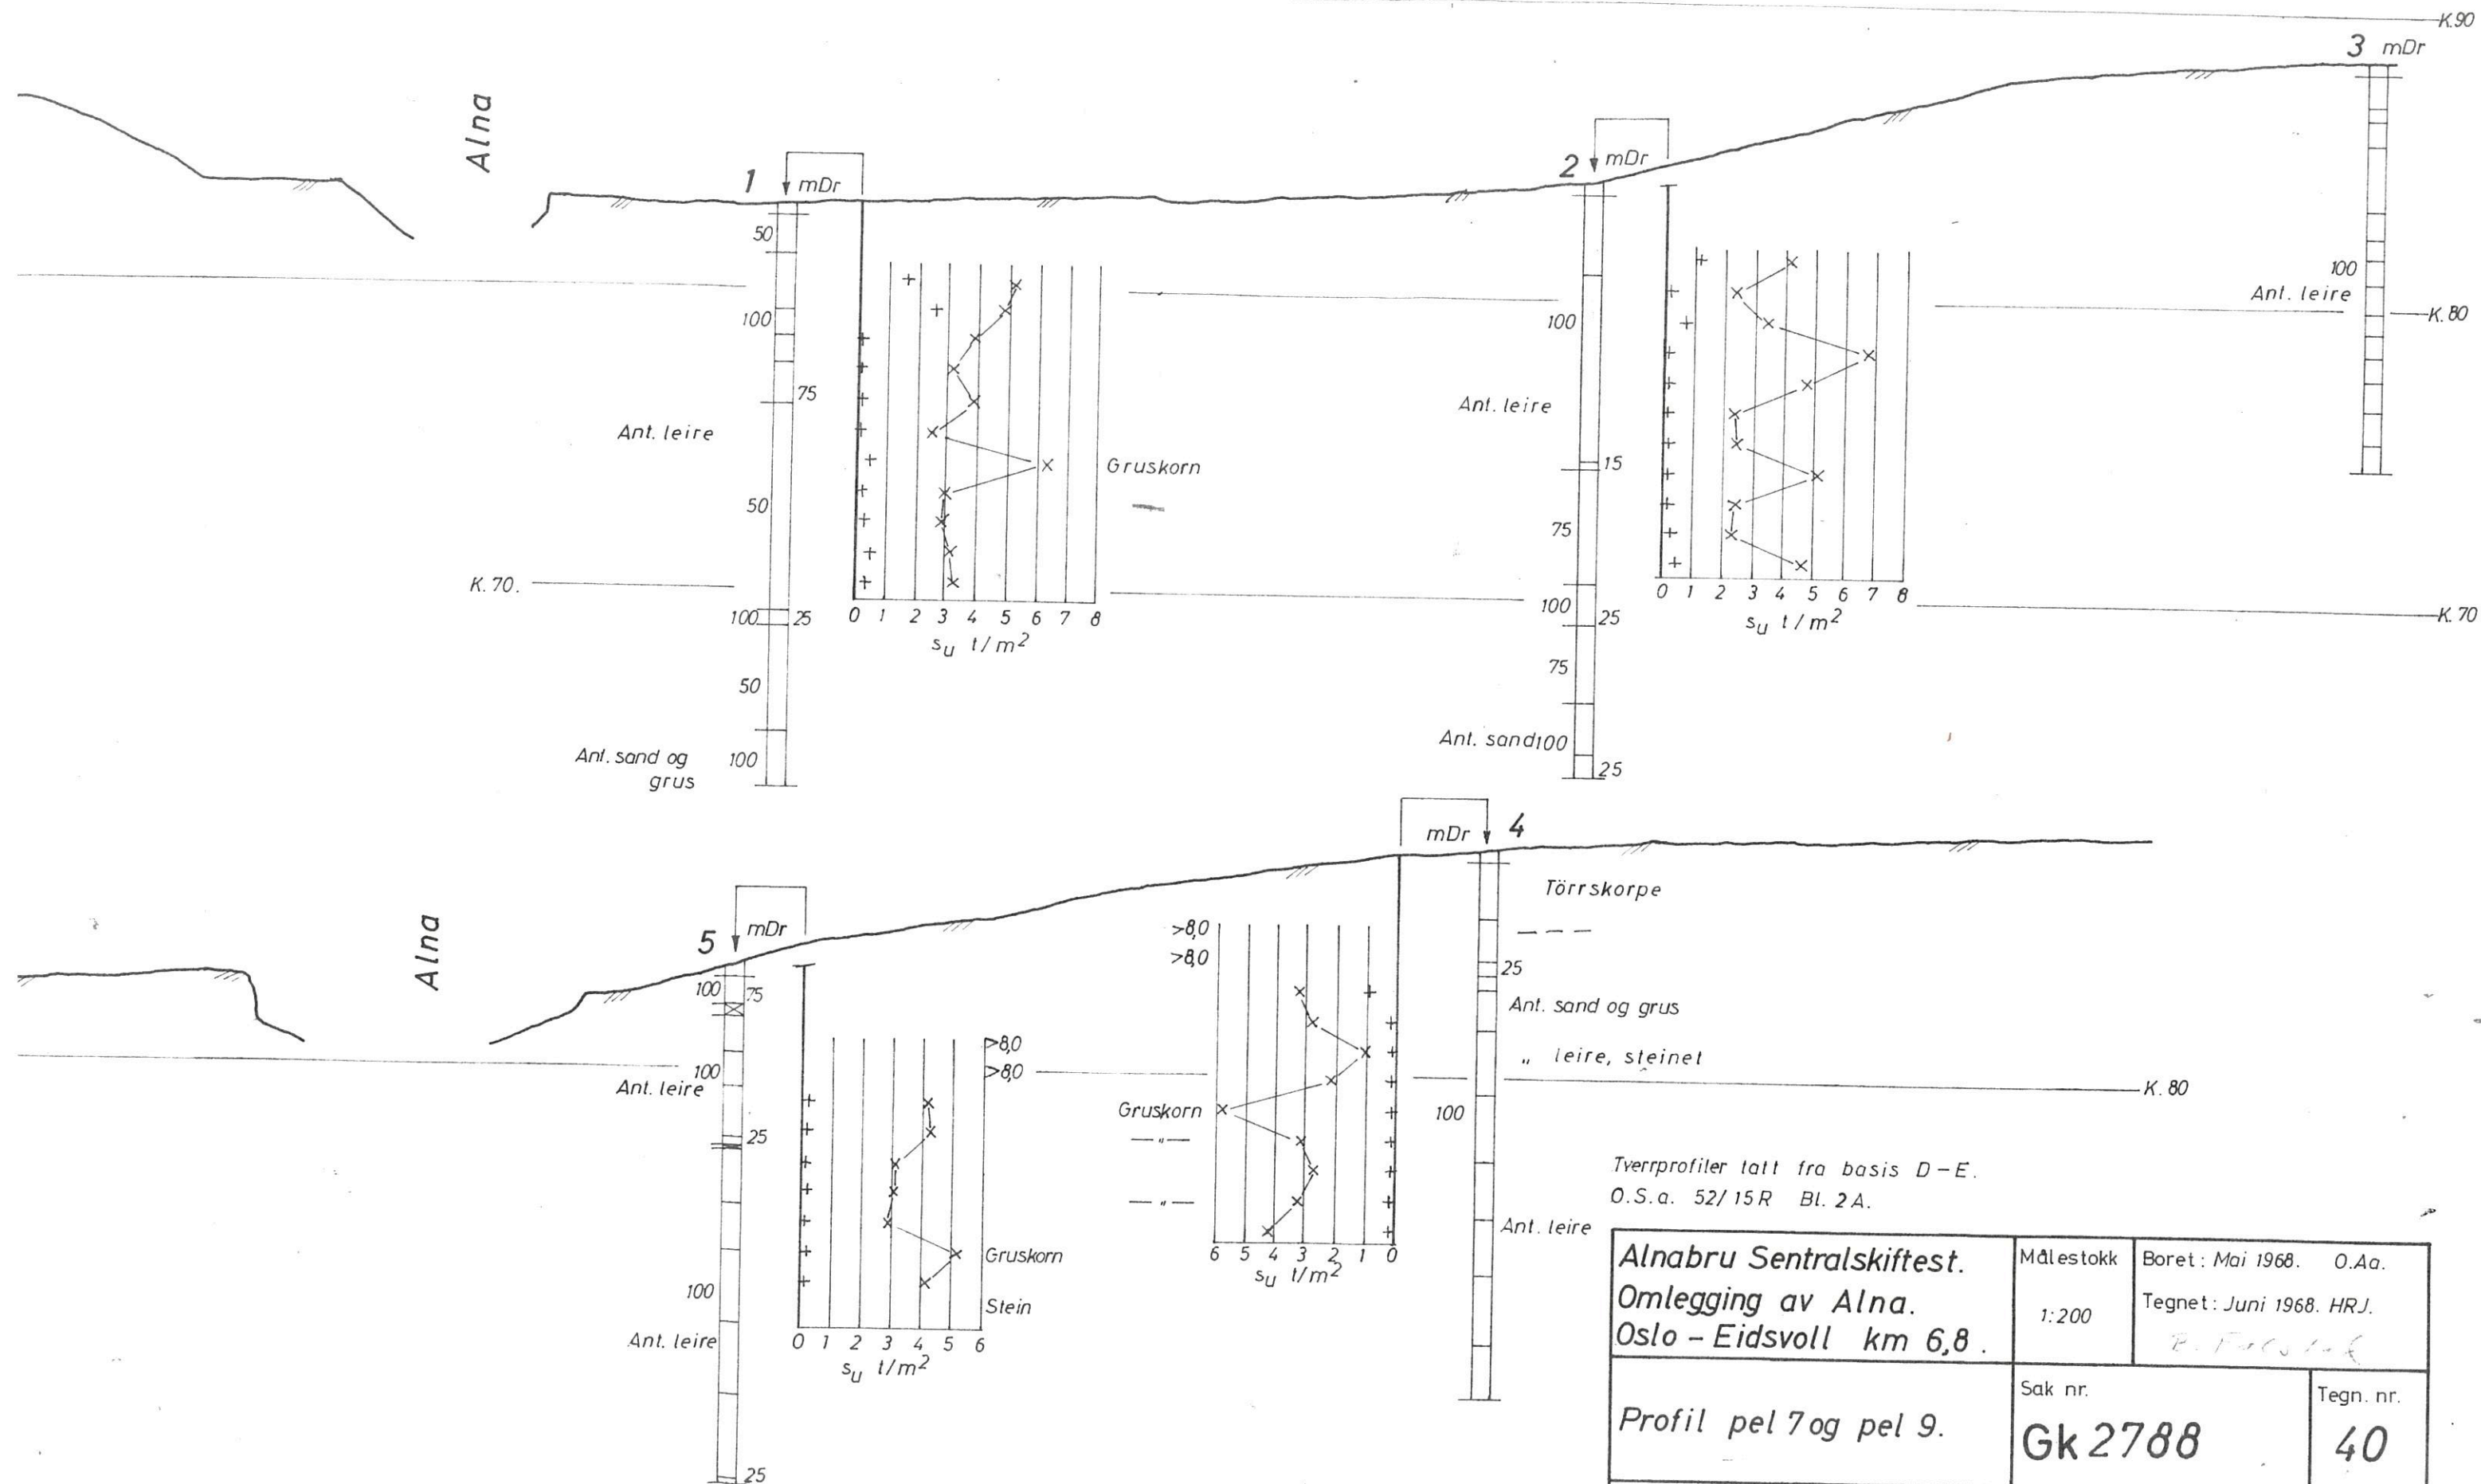 K.90
3 mDr
Alna
1 mDr
2 mDr
50
100
75
Ant. leire
50
K.70.
100 25
50
Ant. sand og
grus
100
Gruskorn
0 1 2 3 4 5 6 7 8
su t/m2
100
Ant. leire
15
75
100
25
75
Ant. sand 100
25
0 1 2 3 4 5 6 7 8
su t/m2
100
Ant. leire
K.80
K.70
mDr 4
Törrskorpe
— — —
25
Ant. sand og grus
„ leire, steinet
K.80
100
Ant. leire
>8,0
>8,0
Gruskorn
— " —
— " —
6 5 4 3 2 1 0
su t/m2
Alna
5 mDr
100 75
100
Ant. leire
25
100
Ant. leire
25
>8,0
>8,0
Gruskorn
Stein
0 1 2 3 4 5 6
su t/m2
Tverrprofiler tatt fra basis D-E.
O.S.a. 52/15R Bl. 2A.
Alnabru Sentralskiftest.
Omlegging av Alna.
Oslo - Eidsvoll km 6,8.
Målestokk
1:200
Boret: Mai 1968. O.Aa.
Tegnet: Juni 1968. HRJ.
Profil pel 7 og pel 9.
Sak nr.
Gk 2788
Tegn. nr.
40